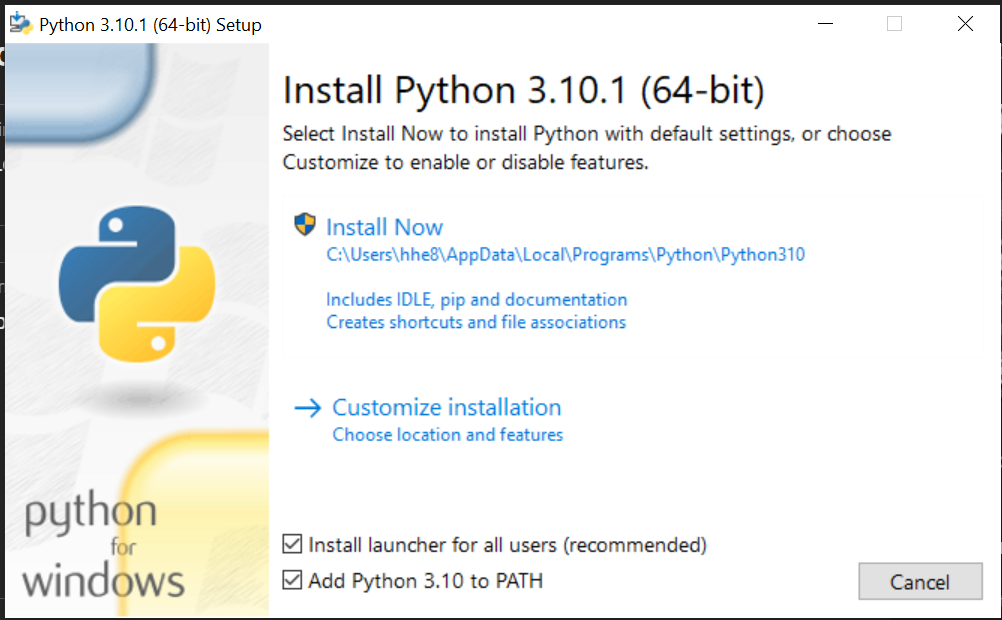 Python 3.10.1 (64-bit) Setup
Install Python 3.10.1 (64-bit)
Select Install Now to install Python with default settings, or choose
Customize to enable or disable features.
Install Now
C:\Users\hhe8\AppData\Local\Programs\Python\Python310
Includes IDLE, pip and documentation
Creates shortcuts and file associations
Customize installation
Choose location and features
python
for
windows
Install launcher for all users (recommended)
Add Python 3.10 to PATH
Cancel